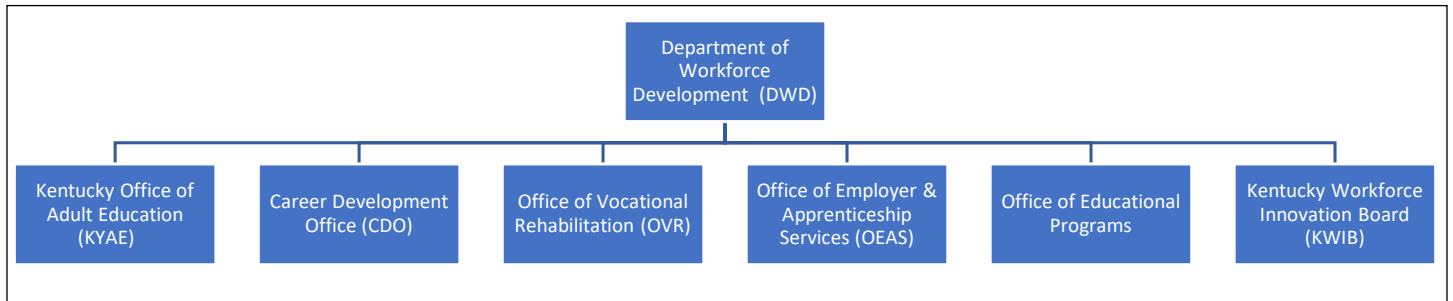 Department of
Workforce
Development (DWD)
Kentucky Office of
Adult Education
(KYAE)
Career Development
Office (CDO)
Office of Vocational
Rehabilitation (OVR)
Office of Employer &
Apprenticeship
Services (OEAS)
Office of Educational
Programs
Kentucky Workforce
Innovation Board
(KWIB)